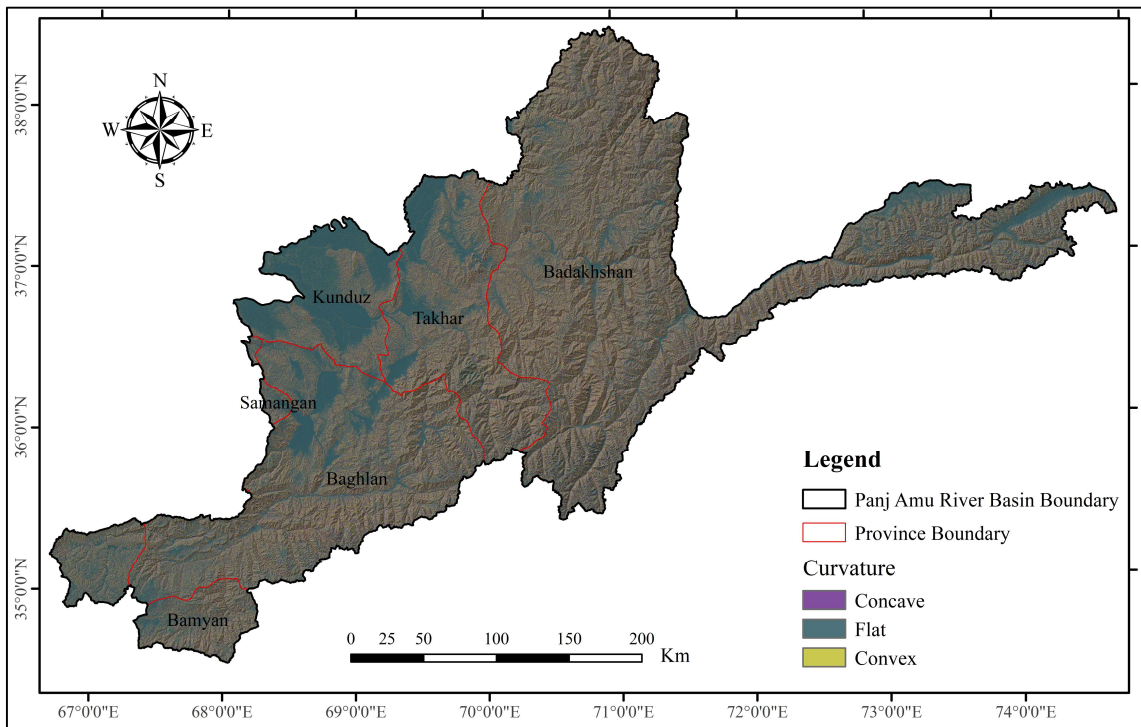 N
W E
S
38°0'0"N
37°0'0"N
36°0'0"N
35°0'0"N
Badakhshan
Kunduz
Takhar
Samangan
Baghlan
Bamyan
Legend
Panj Amu River Basin Boundary
Province Boundary
Curvature
Concave
Flat
Convex
0 25 50 100 150 200
Km
67°0'0"E 68°0'0"E 69°0'0"E 70°0'0"E 71°0'0"E 72°0'0"E 73°0'0"E 74°0'0"E